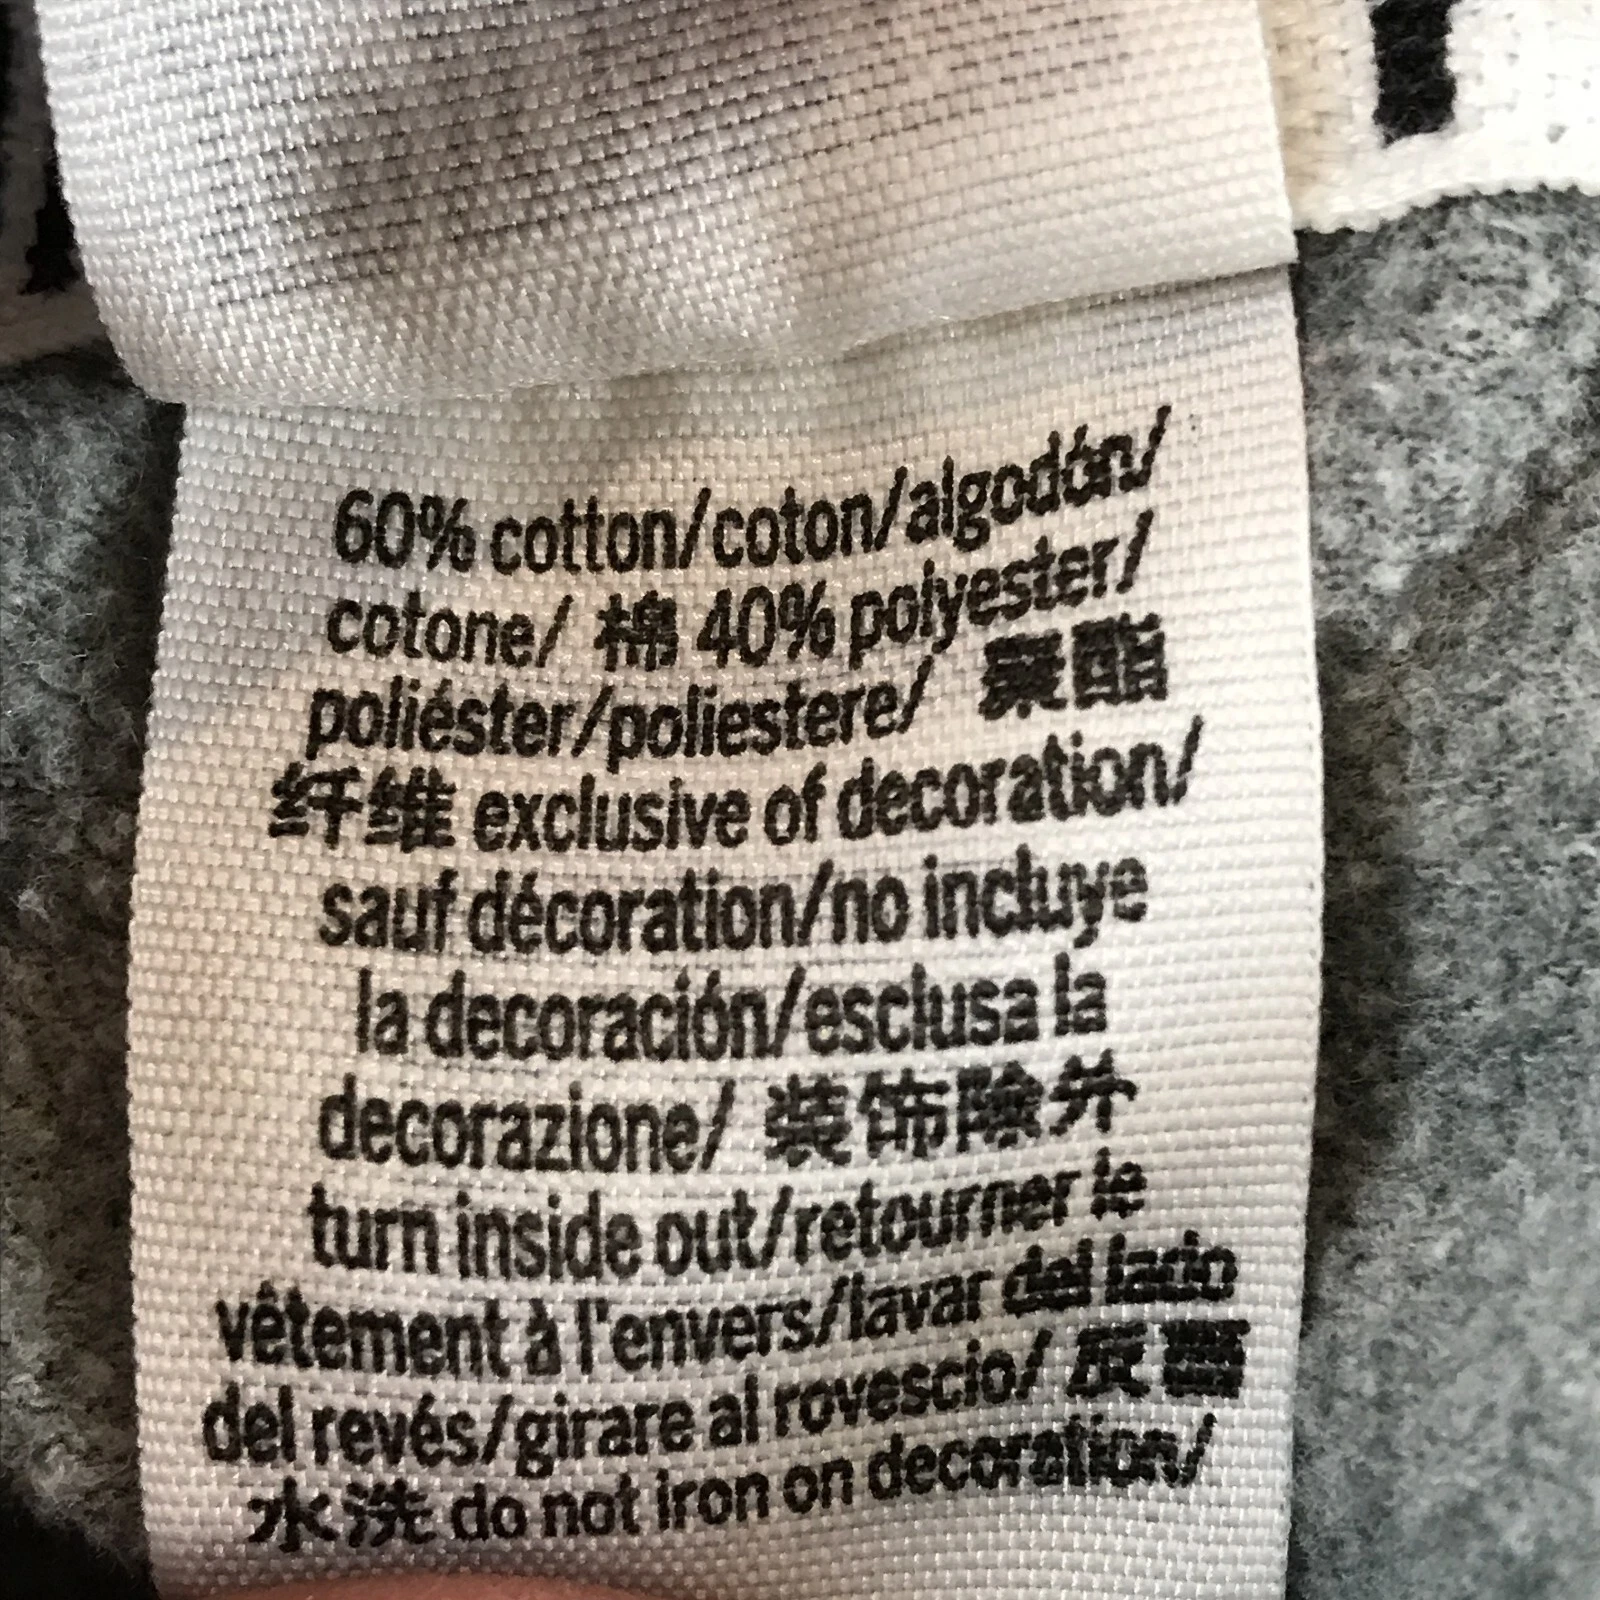 60% cotton/coton/algodón/
cotone/ 棉 40% polyester/
poliéster/poliestere/ 聚酯
纤维 exclusive of decoration/
sauf décoration/no incluye
la decoración/esclusa la
decorazione/ 装饰除外
turn inside out/retourner le
vêtement à l'envers/lavar del lado
del revés/girare al rovescio/ 反面
水洗 do not iron on decoration/